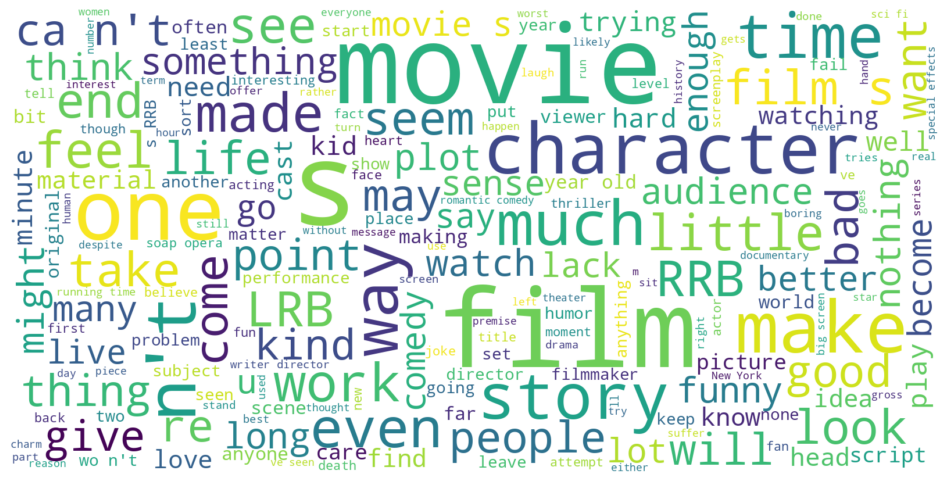 women
everyone
worst
ca n't
often
see
start
movie s
year
trying
done
sci fi
number
least
something
movie
likely
run
enough
time
gets
think
need
interesting
laugh
rather
level
history
screenplay
fail
film s
hand
want
special effects
tell
interest
term
offer
end
made
fact
turn
seem
put
happen
viewer
hard
watching
never
bit
though
hour
s RRB
sort
kid
heart
plot
character
well
tries
real
feel
life
cast
show
face
s
material
another
acting
sense
year old
audience
ve
goes
series
minute
original
human
one
still
go
without
may
place
romantic comedy
thriller
say
much
little
bad
boring
nothing
become
might
despite
soap opera
matter
message
making
way
point
watch
lack
RRB
better
documentary
take
come
performance
use
screen
m
sit
film
world
star
running time
believe
n't
LRB
comedy
left
theater
humor
anything
actor
right
big screen
make
many
first
problem
fun
kind
joke
premise
moment
title
drama
set
picture
good
play
live
day
piece
subject
writer director
u
work
director
filmmaker
New York
gross
thing
seen
used
scene
thought
new
going
story
ll
try
funny
idea
back
two
stand
best
long
even
far
people
keep
know
none
look
charm
give
re
anyone
care
find
suffer
lot
will
fan
head
script
part
reason
wo n't
love
ve seen
death
leave
attempt
either